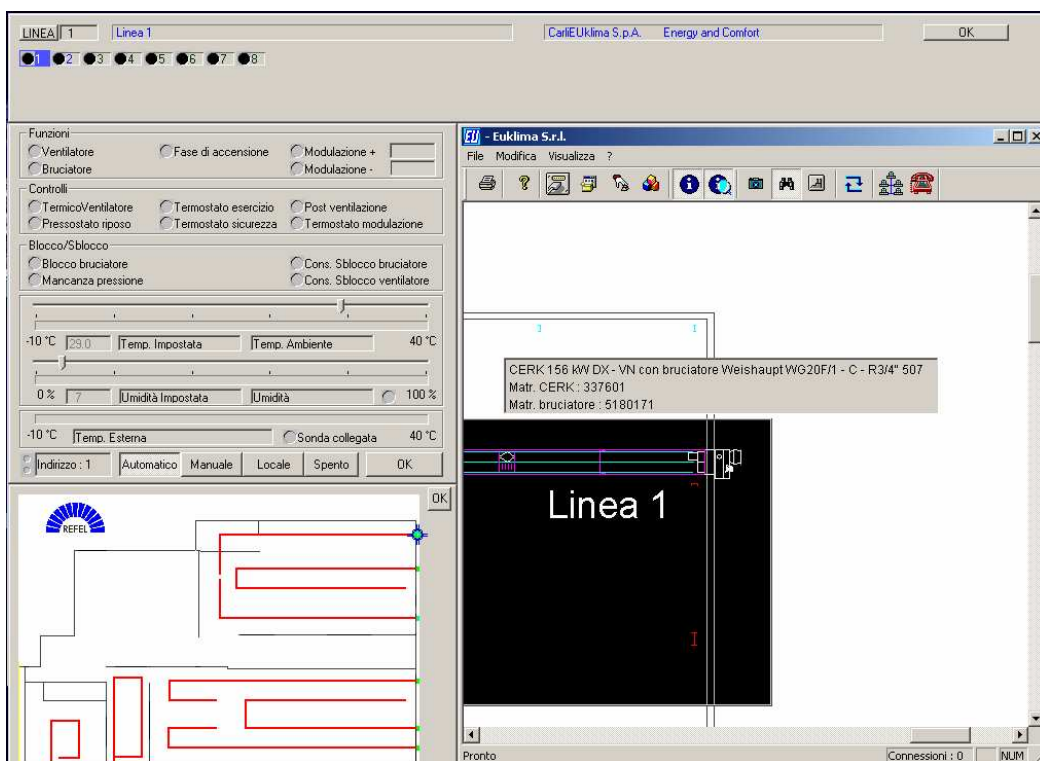 LINEA 1 Linea 1 CarliEUklima S.p.A. Energy and Comfort OK
1 2 3 4 5 6 7 8
Funzioni
Ventilatore Fase di accensione Modulazione +
Bruciatore Modulazione -
Controlli
TermicoVentilatore Termostato esercizio Post ventilazione
Pressostato riposo Termostato sicurezza Termostato modulazione
Blocco/Sblocco
Blocco bruciatore Cons. Sblocco bruciatore
Mancanza pressione Cons. Sblocco ventilatore
-10 °C 29.0 Temp. Impostata Temp. Ambiente 40 °C
0 % 7 Umidità Impostata Umidità 100 %
-10 °C Temp. Esterna Sonda collegata 40 °C
Indirizzo : 1 Automatico Manuale Locale Spento OK
OK
REFEL
EU - Euklima S.r.l.
File Modifica Visualizza ?
CERK 156 kW DX - VN con bruciatore Weishaupt WG20F/1 - C - R3/4" 507
Matr. CERK : 337601
Matr. bruciatore : 5180171
Linea 1
Pronto Connessioni : 0 NUM